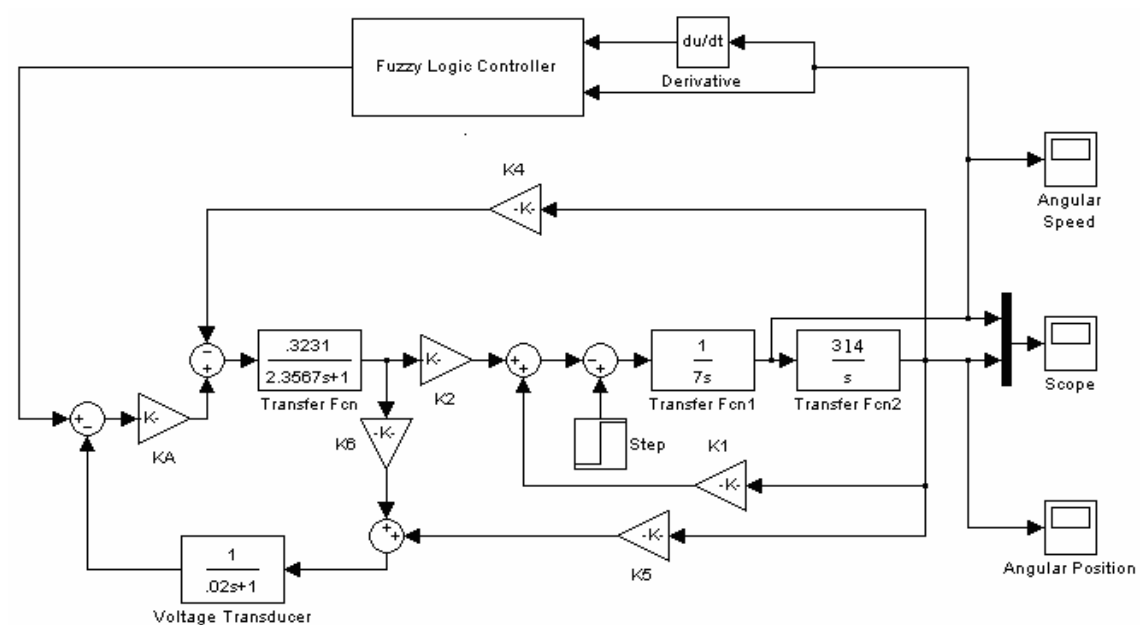 du/dt
Fuzzy Logic Controller
Derivative
K4
-K-
Angular
Speed
.3231
2.3567s+1
Transfer Fcn
K-
K2
+
+
-
+
-
+
1
7s
Transfer Fcn1
314
s
Transfer Fcn2
Scope
+
-
K-
KA
-K-
K6
Step
K1
-K-
+
+
-K-
K5
Angular Position
1
.02s+1
Voltage Transducer